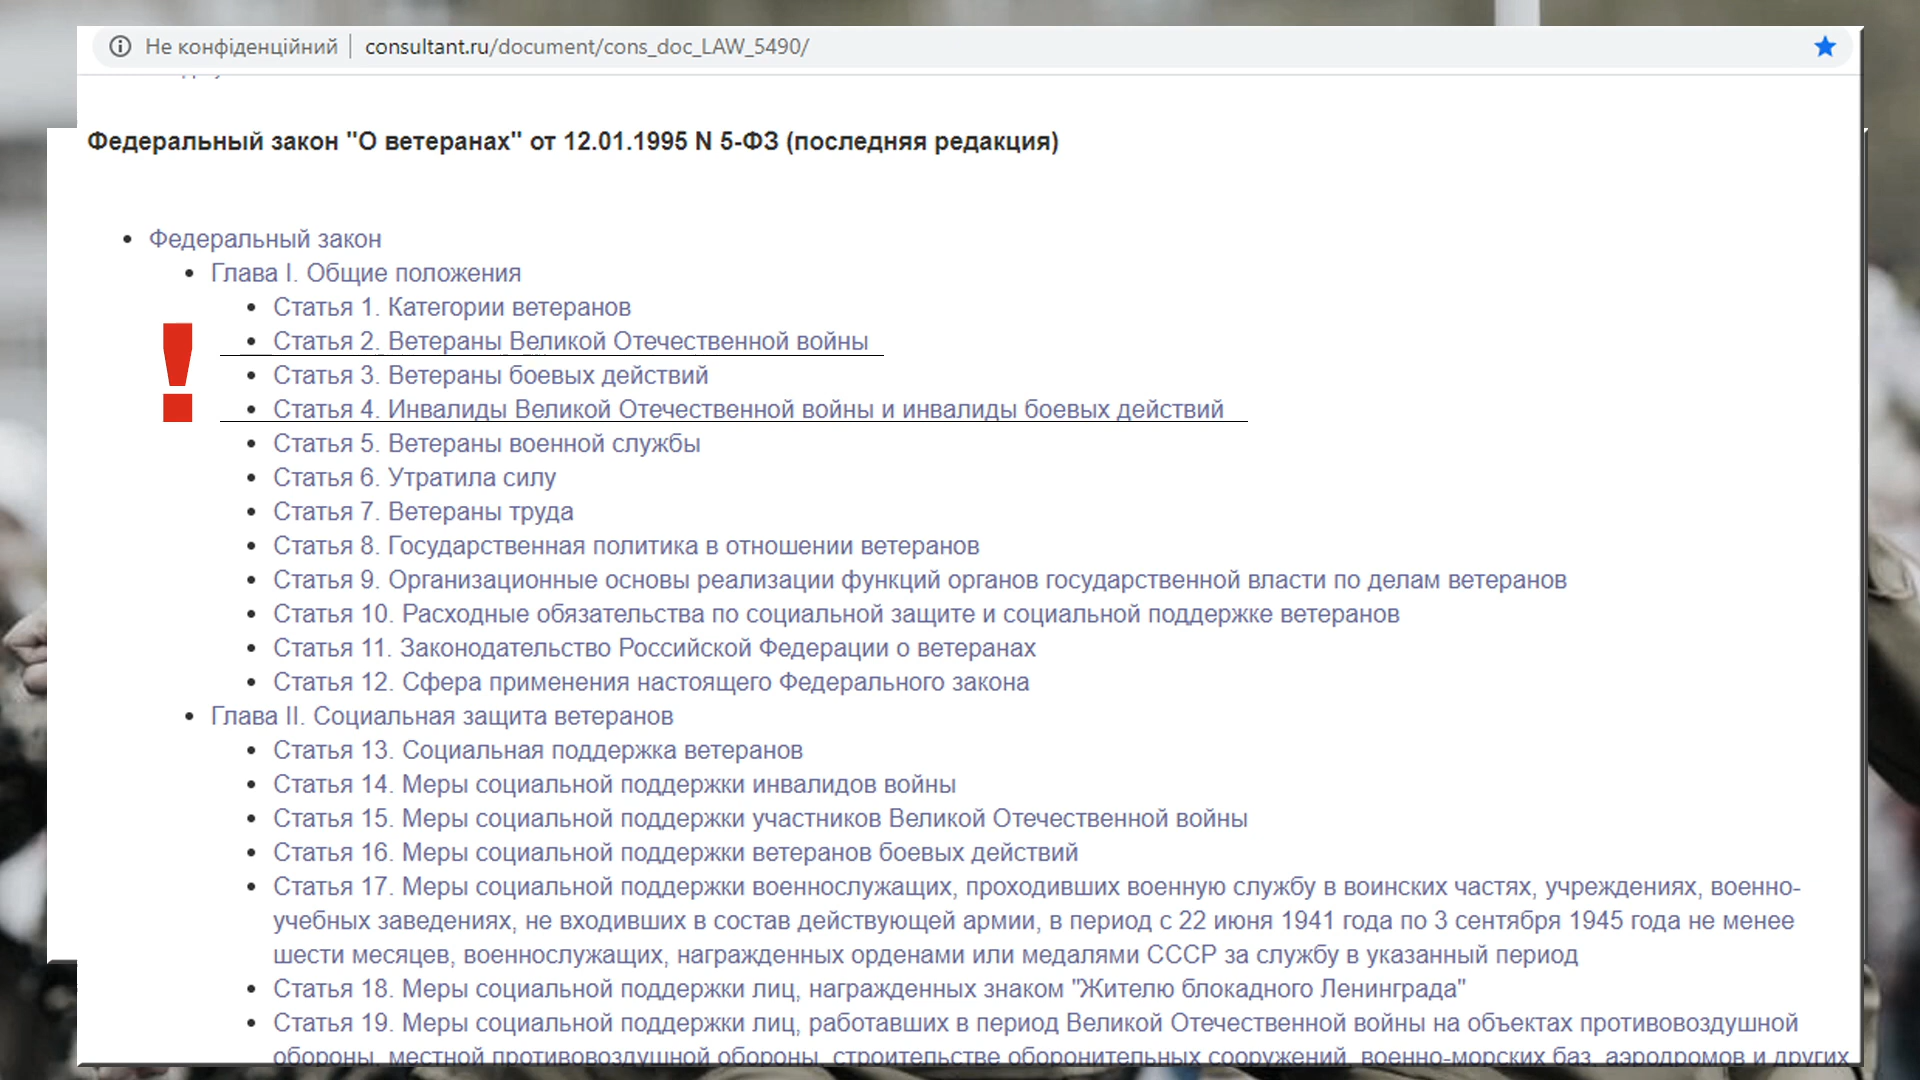 Не конфіденційний
consultant.ru/document/cons_doc_LAW_5490/
Федеральный закон "О ветеранах" от 12.01.1995 N 5-ФЗ (последняя редакция)
Федеральный закон
Глава I. Общие положения
Статья 1. Категории ветеранов
Статья 2. Ветераны Великой Отечественной войны
!
Статья 3. Ветераны боевых действий
Статья 4. Инвалиды Великой Отечественной войны и инвалиды боевых действий
Статья 5. Ветераны военной службы
Статья 6. Утратила силу
Статья 7. Ветераны труда
Статья 8. Государственная политика в отношении ветеранов
Статья 9. Организационные основы реализации функций органов государственной власти по делам ветеранов
Статья 10. Расходные обязательства по социальной защите и социальной поддержке ветеранов
Статья 11. Законодательство Российской Федерации о ветеранах
Статья 12. Сфера применения настоящего Федерального закона
Глава II. Социальная защита ветеранов
Статья 13. Социальная поддержка ветеранов
Статья 14. Меры социальной поддержки инвалидов войны
Статья 15. Меры социальной поддержки участников Великой Отечественной войны
Статья 16. Меры социальной поддержки ветеранов боевых действий
Статья 17. Меры социальной поддержки военнослужащих, проходивших военную службу в воинских частях, учреждениях, военно-
учебных заведениях, не входивших в состав действующей армии, в период с 22 июня 1941 года по 3 сентября 1945 года не менее
шести месяцев, военнослужащих, награжденных орденами или медалями СССР за службу в указанный период
Статья 18. Меры социальной поддержки лиц, награжденных знаком "Жителю блокадного Ленинграда"
Статья 19. Меры социальной поддержки лиц, работавших в период Великой Отечественной войны на объектах противовоздушной
обороны, местной противовоздушной обороны, строительстве оборонительных сооружений, военно-морских баз, аэродромов и других